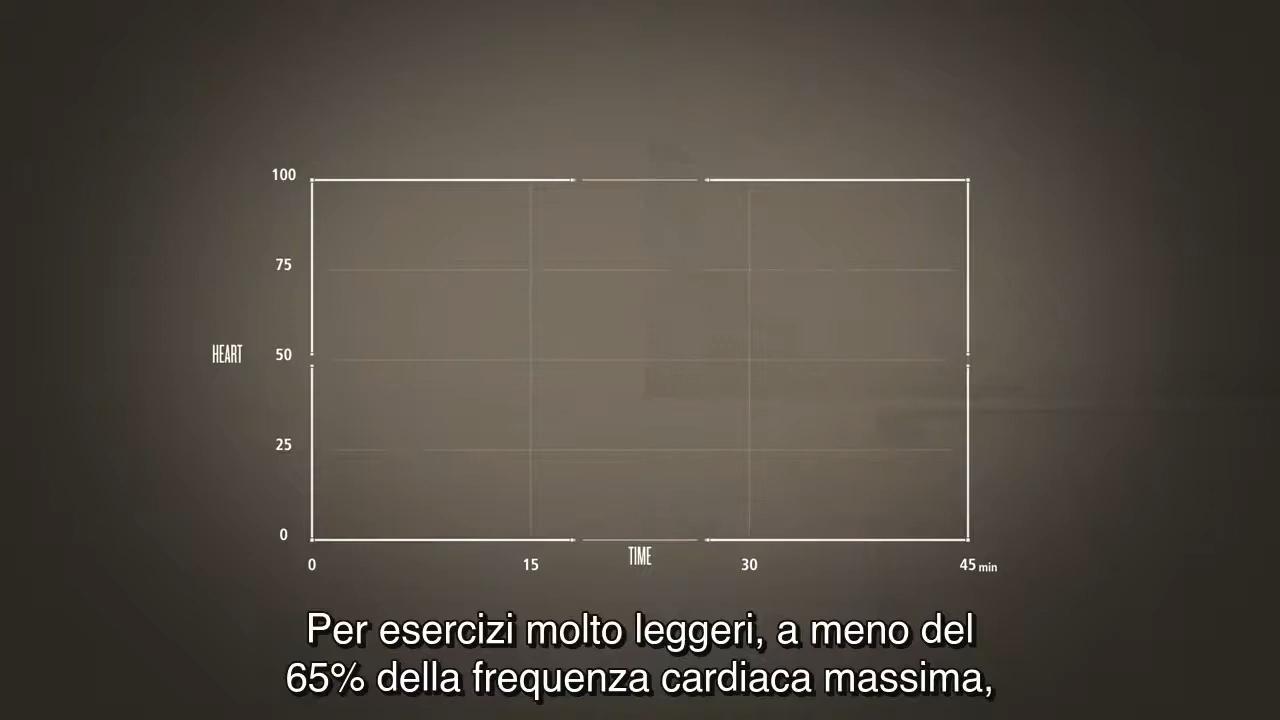 100
75
HEART 50
25
0
TIME
0 15 30 45 min
Per esercizi molto leggeri, a meno del
65% della frequenza cardiaca massima,